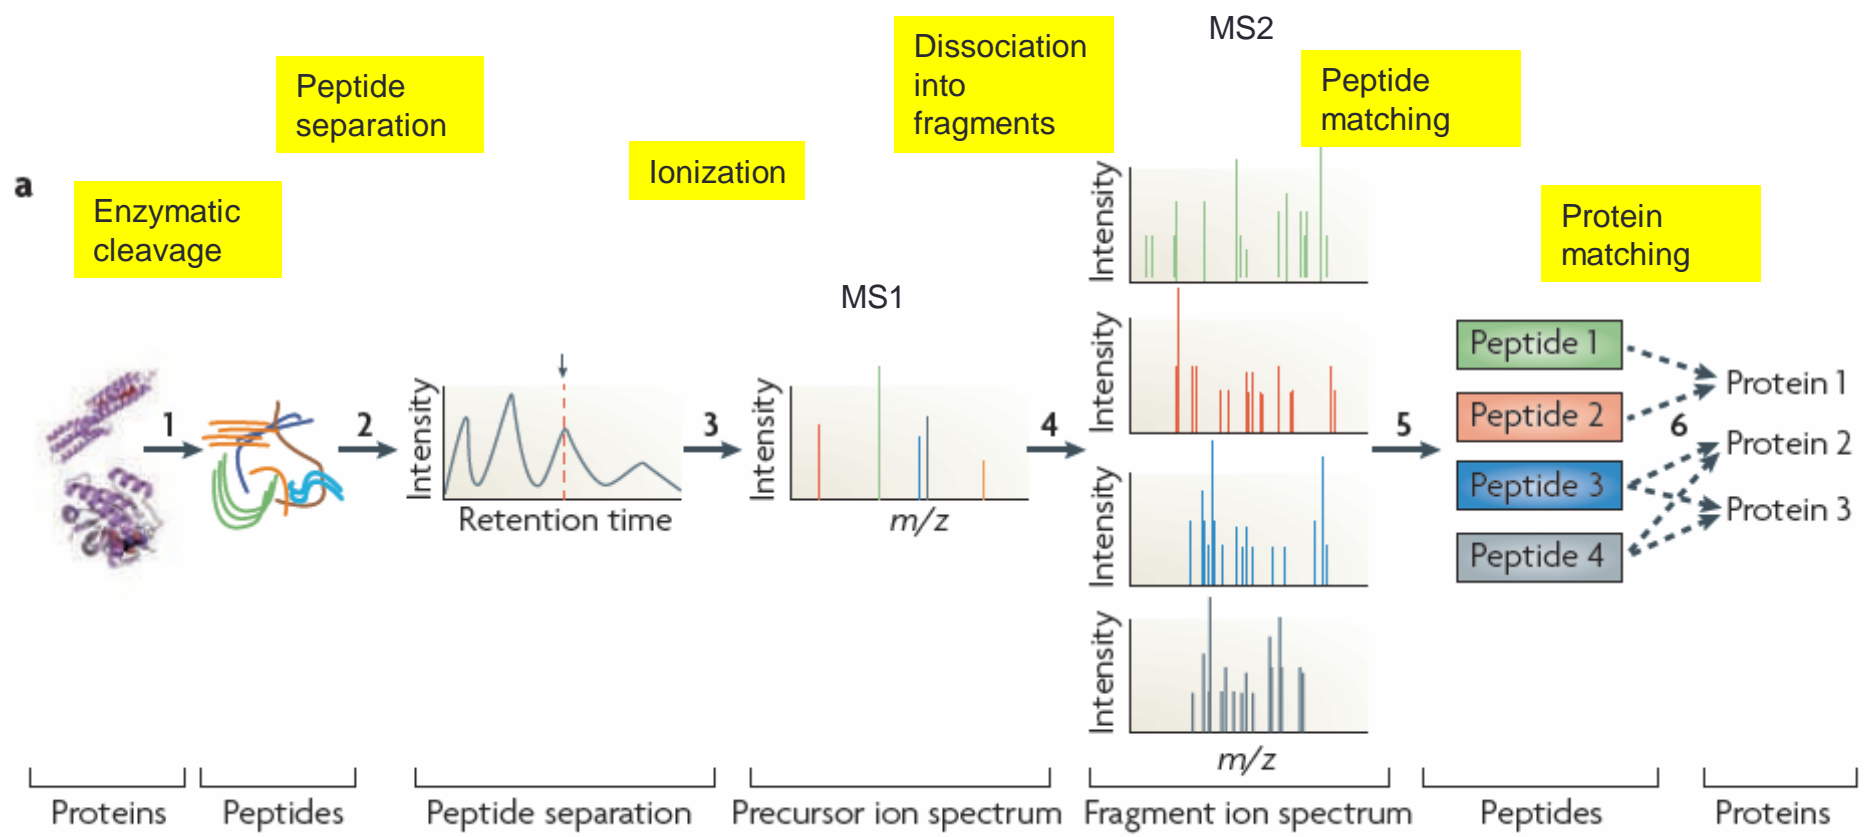 MS2
Dissociation
into
fragments
Peptide
separation
Peptide
matching
Ionization
a
Enzymatic
cleavage
Protein
matching
MS1
1
2
3
4
5
6
Intensity
Retention time
Intensity
m/z
Intensity
Intensity
Intensity
Intensity
m/z
Peptide 1
Peptide 2
Peptide 3
Peptide 4
Protein 1
Protein 2
Protein 3
Proteins
Peptides
Peptide separation
Precursor ion spectrum
Fragment ion spectrum
Peptides
Proteins